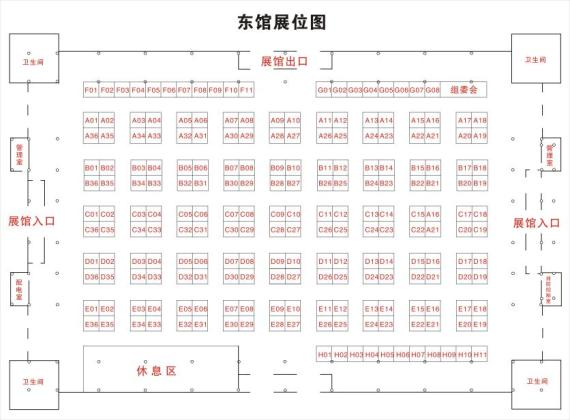 东馆展位图
卫生间
展馆出口
卫生间
F01 F02 F03 F04 F05 F06 F07 F08 F09 F10 F11
G01 G02 G03 G04 G05 G06 G07 G08 组委会
A01 A02 A03 A04 A05 A06 A07 A08 A09 A10 A11 A12 A13 A14 A15 A16 A17 A18
A36 A35 A34 A33 A32 A31 A30 A29 A28 A27 A26 A25 A24 A23 A22 A21 A20 A19
管理室
管理室
B01 B02 B03 B04 B05 B06 B07 B08 B09 B10 B11 B12 B13 B14 B15 B16 B17 B18
B36 B35 B34 B33 B32 B31 B30 B29 B28 B27 B26 B25 B24 B23 B22 B21 B20 B19
展馆入口
展馆入口
C01 C02 C03 C04 C05 C06 C07 C08 C09 C10 C11 C12 C13 C14 C15 A16 C17 C18
C36 C35 C34 C33 C32 C31 C30 C29 C28 C27 C26 C25 C24 C23 C22 A21 C20 C19
D01 D02 D03 D04 D05 D06 D07 D08 D09 D10 D11 D12 D13 D14 D15 D16 D17 D18
D36 D35 D34 D33 D32 D31 D30 D29 D28 D27 D26 D25 D24 D23 D22 D21 D20 D19
配电室
E01 E02 E03 E04 E05 E06 E07 E08 E09 E10 E11 E12 E13 E14 E15 E16 E17 E18
E36 E35 E34 E33 E32 E31 E30 E29 E28 E27 E26 E25 E24 E23 E22 E21 E20 E19
H01 H02 H03 H04 H05 H06 H07 H08 H09 H10 H11
卫生间
休息区
卫生间